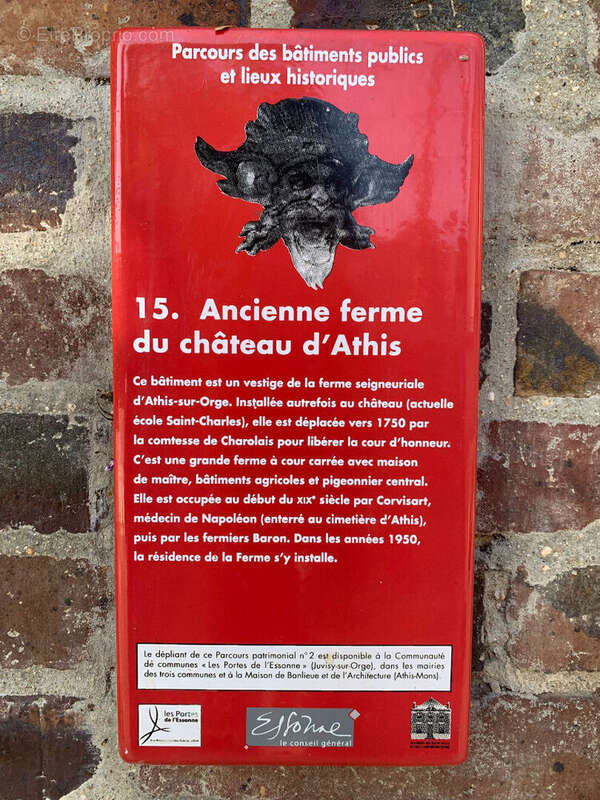 © EtreProprio.com
Parcours des bâtiments publics
et lieux historiques
15. Ancienne ferme
du château d'Athis
Ce bâtiment est un vestige de la ferme seigneuriale
d'Athis-sur-Orge. Installée autrefois au château (actuelle
école Saint-Charles), elle est déplacée vers 1750 par
la comtesse de Charolais pour libérer la cour d'honneur.
C'est une grande ferme à cour carrée avec maison
de maître, bâtiments agricoles et pigeonnier central.
Elle est occupée au début du XIXe siècle par Corvisart,
médecin de Napoléon (enterré au cimetière d'Athis),
puis par les fermiers Baron. Dans les années 1950,
la résidence de la Ferme s'y installe.
Le dépliant de ce Parcours patrimonial n°2 est disponible à la Communauté
de communes « Les Portes de l'Essonne » (Juvisy-sur-Orge), dans les mairies
des trois communes et à la Maison de Banlieue et de l'Architecture (Athis-Mons).
les Portes
de l'Essonne
Essonne
le conseil général